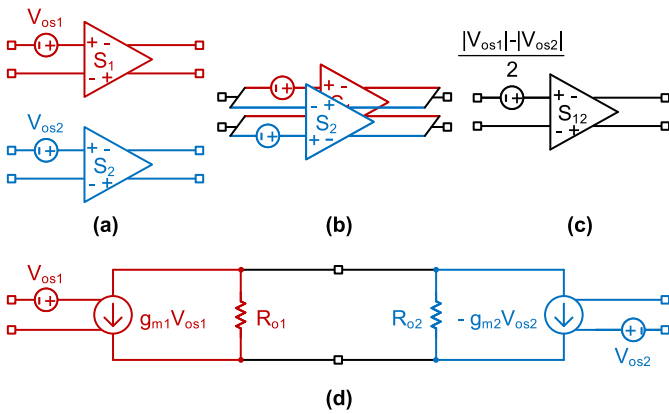 Vos1
+ -
S1
- +
Vos2
+ -
S2
- +
(a)
- +
S2
+ -
(b)
|Vos1|-|Vos2|
2
+ -
S12
- +
(c)
Vos1
gm1Vos1
Ro1
Ro2
- gm2Vos2
Vos2
(d)